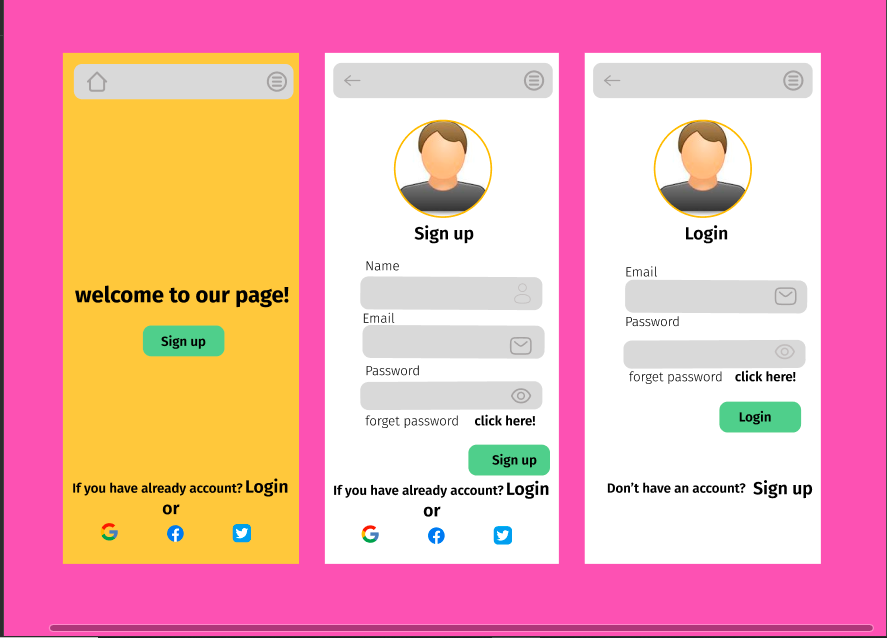 welcome to our page!
Sign up
If you have already account? Login
or
Sign up
Name
Email
Password
forget password click here!
Sign up
If you have already account? Login
or
Login
Email
Password
forget password click here!
Login
Don't have an account? Sign up